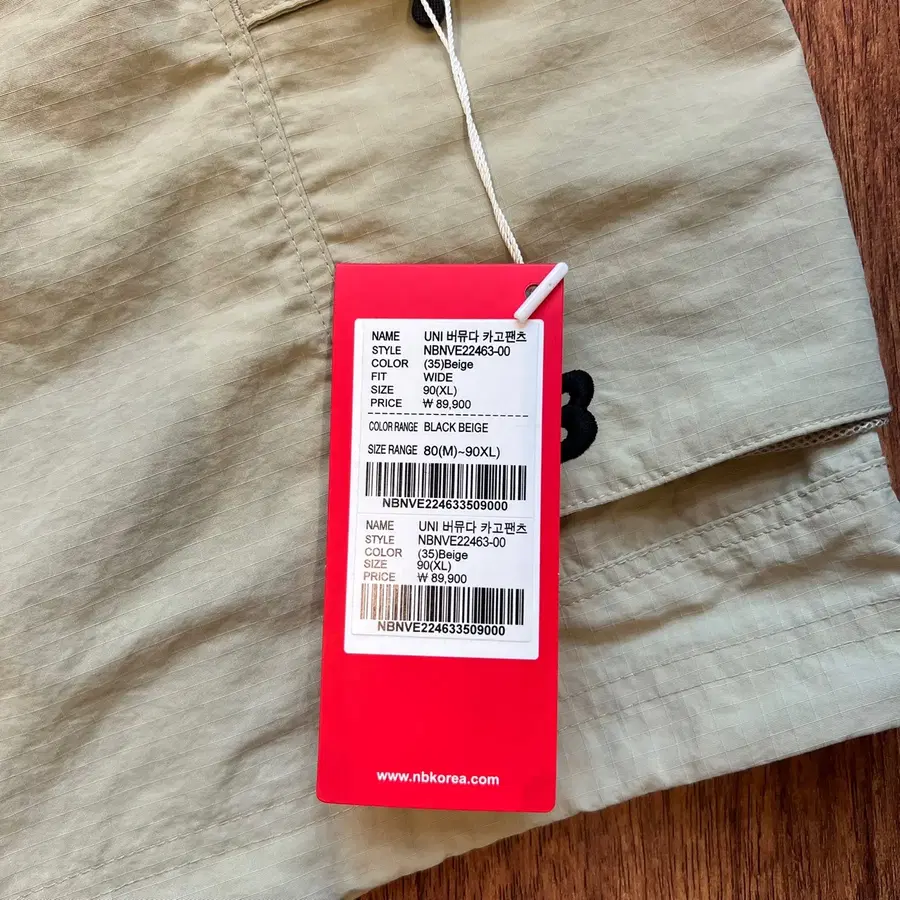 NAME UNI 버뮤다 카고팬츠
STYLE NBNVE22463-00
COLOR (35)Beige
FIT WIDE
SIZE 90(XL)
PRICE ₩ 89,900
COLOR RANGE BLACK BEIGE
SIZE RANGE 80(M)~90XL)
NBNVE224633509000
NAME UNI 버뮤다 카고팬츠
STYLE NBNVE22463-00
COLOR (35)Beige
SIZE 90(XL)
PRICE ₩ 89,900
NBNVE224633509000
www.nbkorea.com